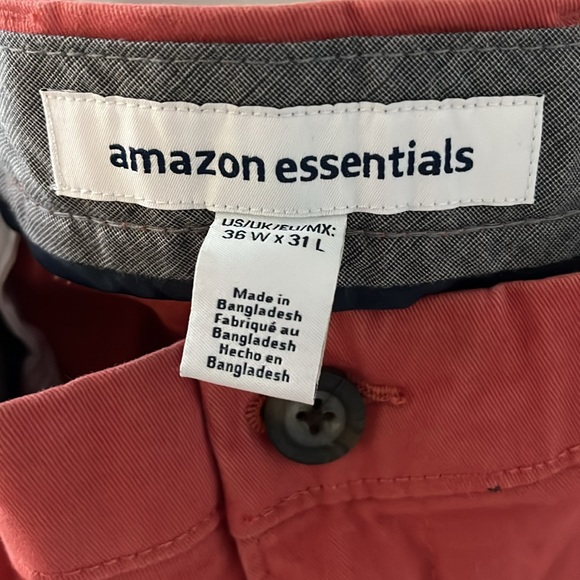 amazon essentials
US/UK/EU/MX:
36 W x 31 L
Made in
Bangladesh
Fabriqué au
Bangladesh
Hecho en
Bangladesh